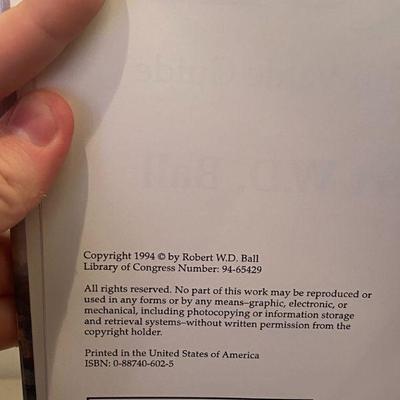 Copyright 1994 © by Robert W.D. Ball
Library of Congress Number: 94-65429
All rights reserved. No part of this work may be reproduced or
used in any forms or by any means–graphic, electronic, or
mechanical, including photocopying or information storage
and retrieval systems–without written permission from the
copyright holder.
Printed in the United States of America
ISBN: 0-88740-602-5